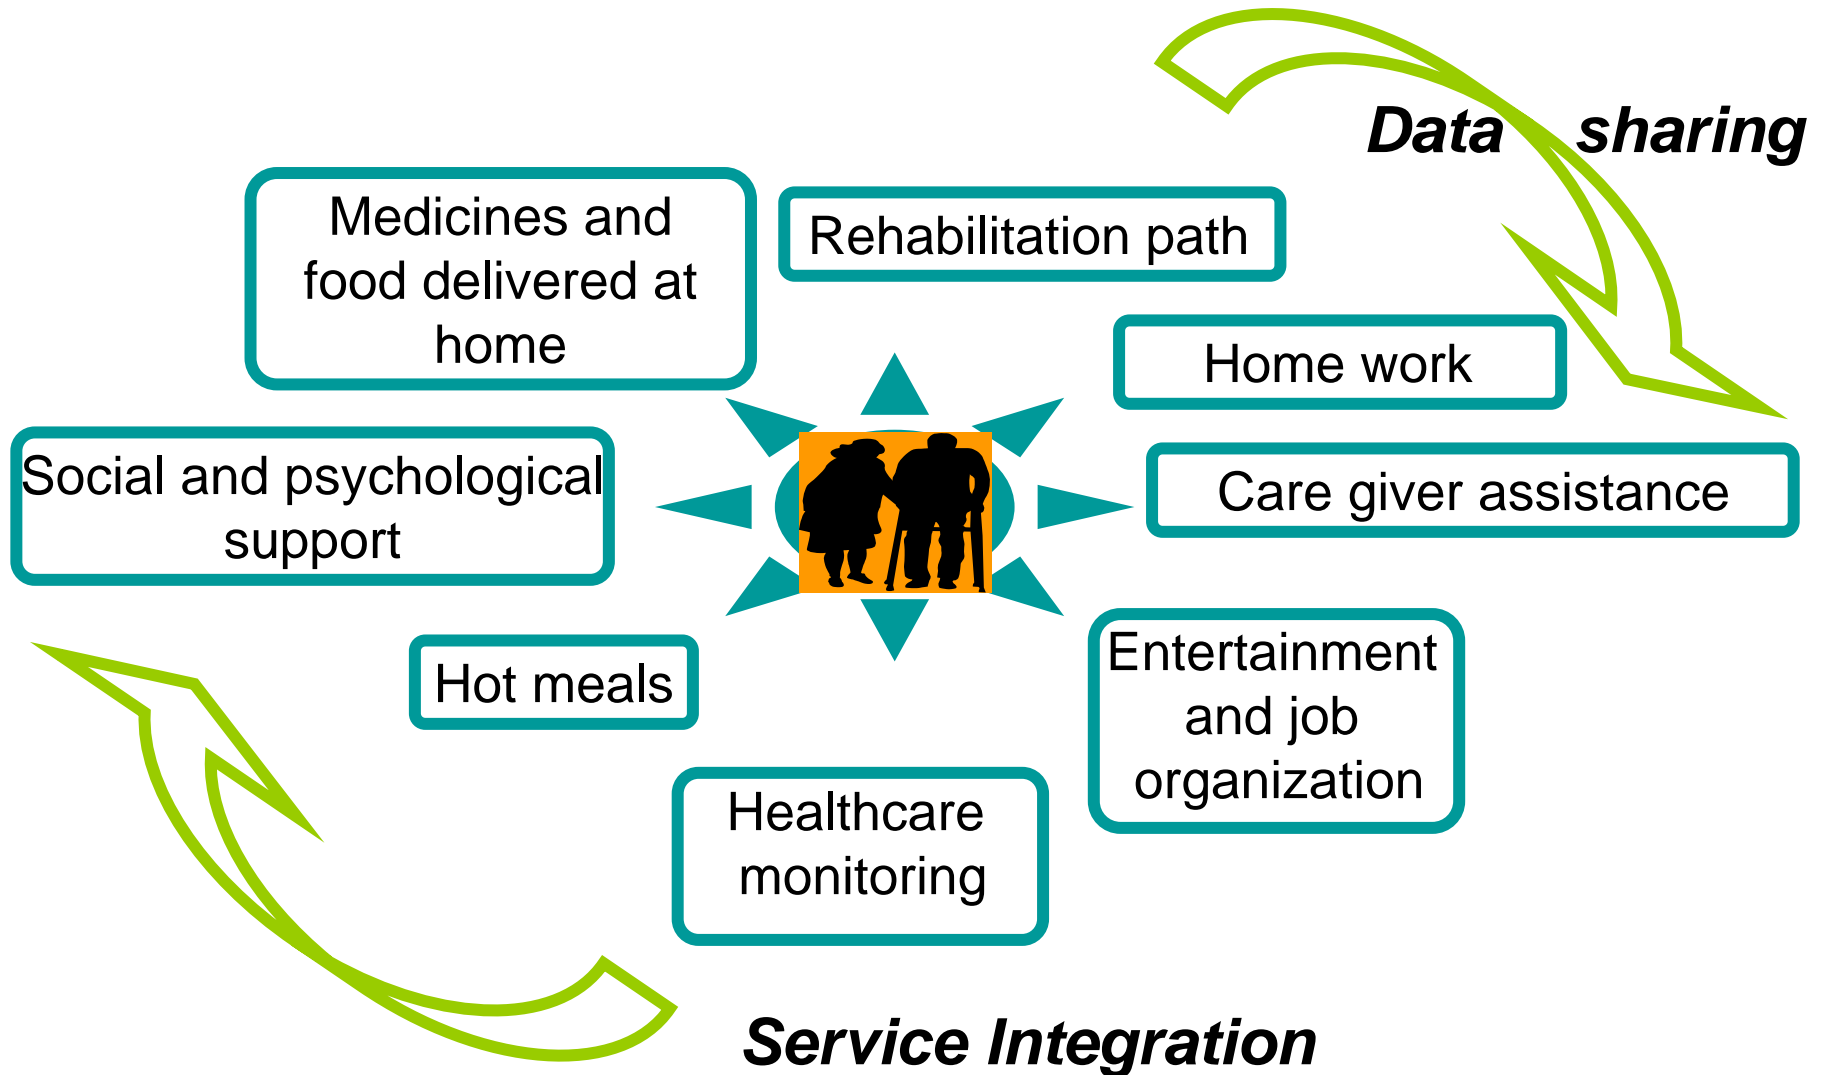 Data sharing
Medicines and
food delivered at
home
Rehabilitation path
Home work
Social and psychological
support
Care giver assistance
Hot meals
Entertainment
and job
organization
Healthcare
monitoring
Service Integration